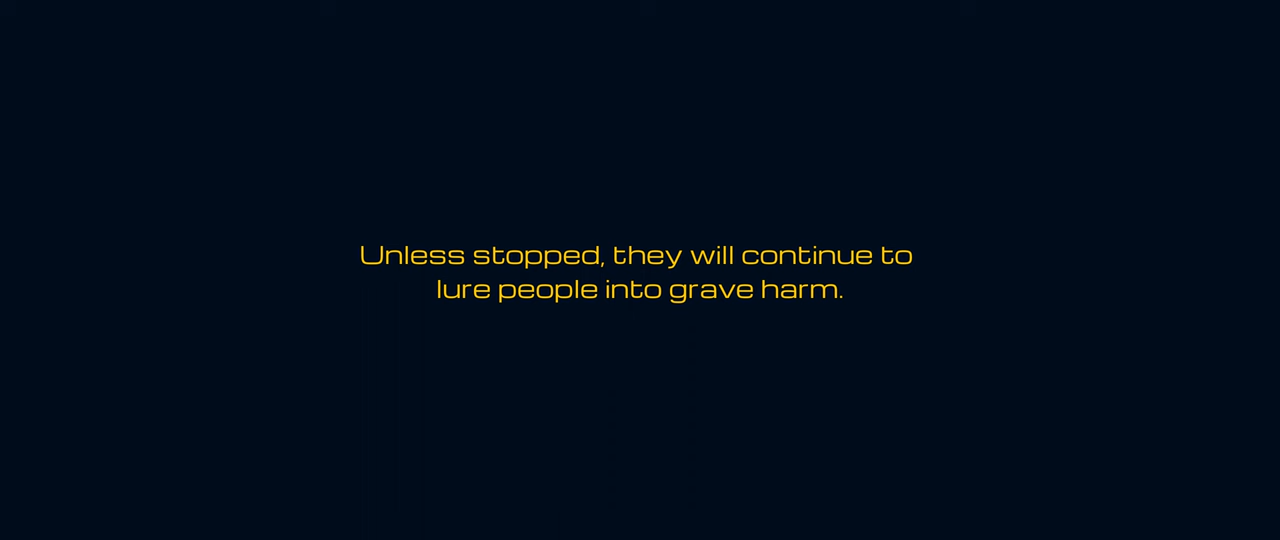 Unless stopped, they will continue to
lure people into grave harm.